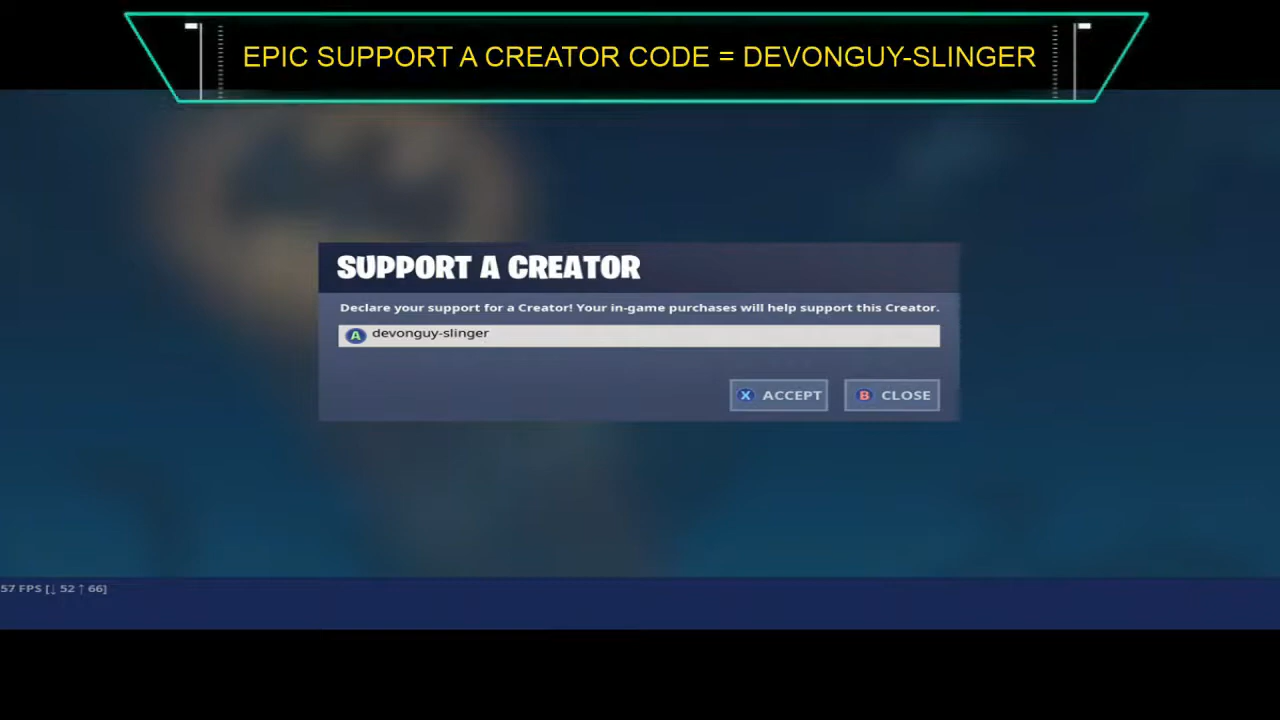 EPIC SUPPORT A CREATOR CODE = DEVONGUY-SLINGER
SUPPORT A CREATOR
Declare your support for a Creator! Your in-game purchases will help support this Creator.
A devonguy-slinger
X ACCEPT B CLOSE
57 FPS [↓ 52 ↑ 66]